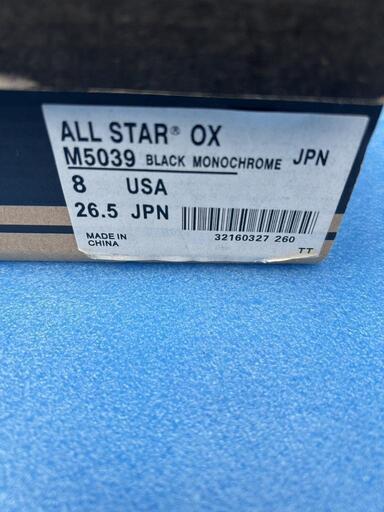 ALL STAR® OX
M5039 BLACK MONOCHROME JPN
8 USA
26.5 JPN
MADE IN
CHINA
32160327 260
TT